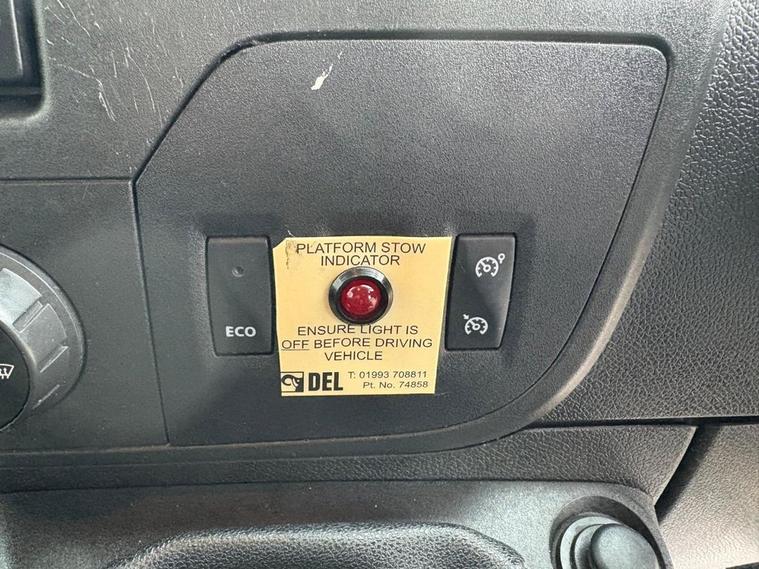 PLATFORM STOW
INDICATOR
ECO
ENSURE LIGHT IS
OFF BEFORE DRIVING
VEHICLE
DEL
T: 01993 708811
Pt. No. 74858